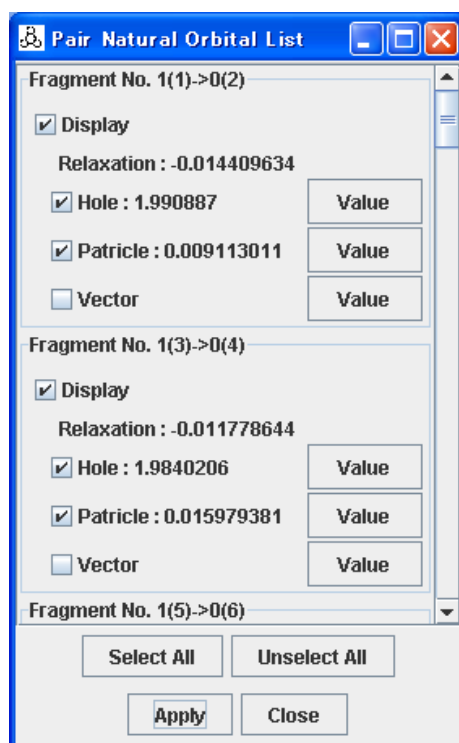 Pair Natural Orbital List
Fragment No. 1(1)->0(2)
Display
Relaxation : -0.014409634
Hole : 1.990887 Value
Patricle : 0.009113011 Value
Vector Value
Fragment No. 1(3)->0(4)
Display
Relaxation : -0.011778644
Hole : 1.9840206 Value
Patricle : 0.015979381 Value
Vector Value
Fragment No. 1(5)->0(6)
Select All Unselect All
Apply Close